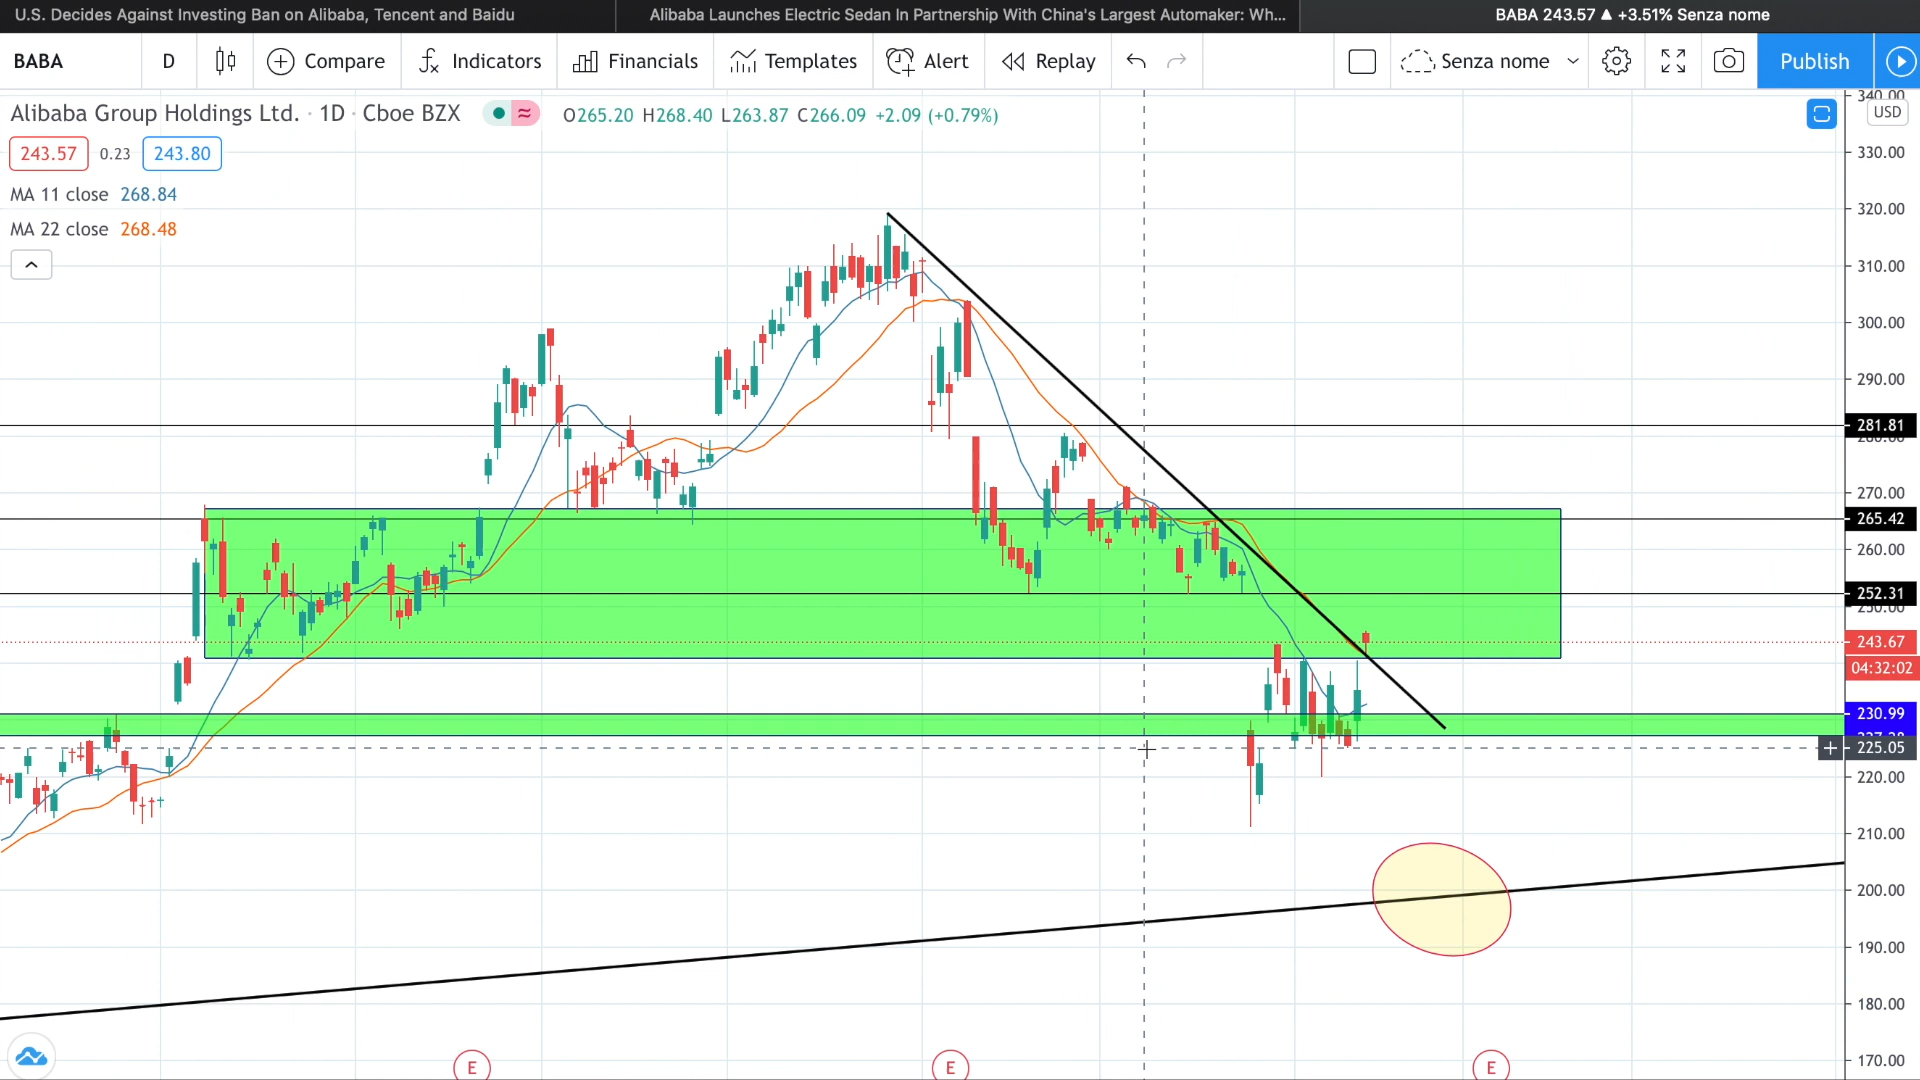 U.S. Decides Against Investing Ban on Alibaba, Tencent and Baidu
Alibaba Launches Electric Sedan In Partnership With China's Largest Automaker: Wh...
BABA 243.57 ▲ +3.51% Senza nome
BABA
D
Compare
Indicators
Financials
Templates
Alert
Replay
Senza nome
Publish
Alibaba Group Holdings Ltd. · 1D · Cboe BZX
≈
O265.20 H268.40 L263.87 C266.09 +2.09 (+0.79%)
USD
243.57 0.23 243.80
MA 11 close 268.84
MA 22 close 268.48
340.00
330.00
320.00
310.00
300.00
290.00
281.81
280.00
270.00
265.42
260.00
252.31
250.00
243.67
04:32:02
230.99
225.05
220.00
210.00
200.00
190.00
180.00
170.00
E
E
E